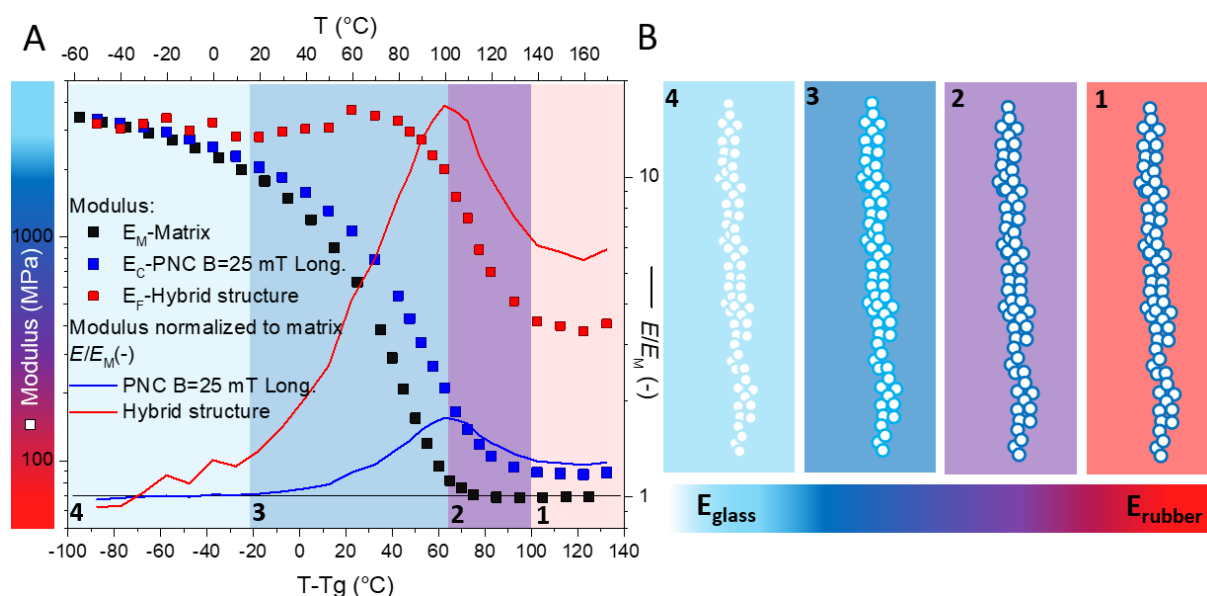 A
T (°C)
-60 -40 -20 0 20 40 60 80 100 120 140 160
Modulus (MPa)
1000
100
Modulus:
E_M-Matrix
E_C-PNC B=25 mT Long.
E_F-Hybrid structure
Modulus normalized to matrix
E/E_M(-)
PNC B=25 mT Long.
Hybrid structure
4 3 2 1
10
1
E/E_M (-)
-100 -80 -60 -40 -20 0 20 40 60 80 100 120 140
T-Tg (°C)
B
4 3 2 1
E_glass E_rubber